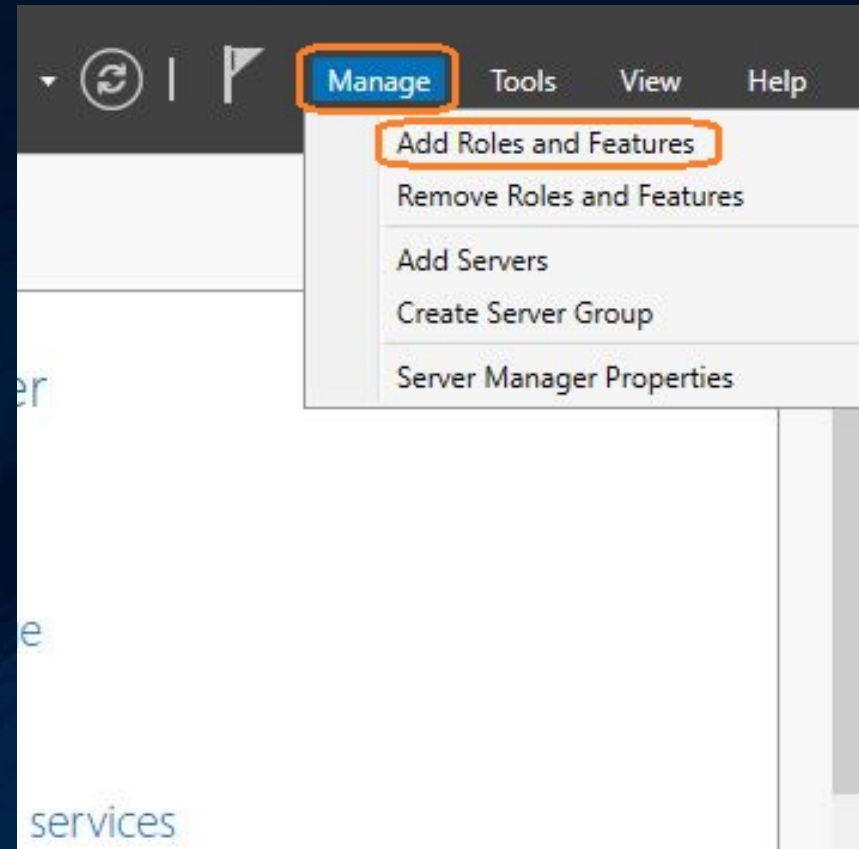 Manage Tools View Help
Add Roles and Features
Remove Roles and Features
Add Servers
Create Server Group
Server Manager Properties
er
e
services